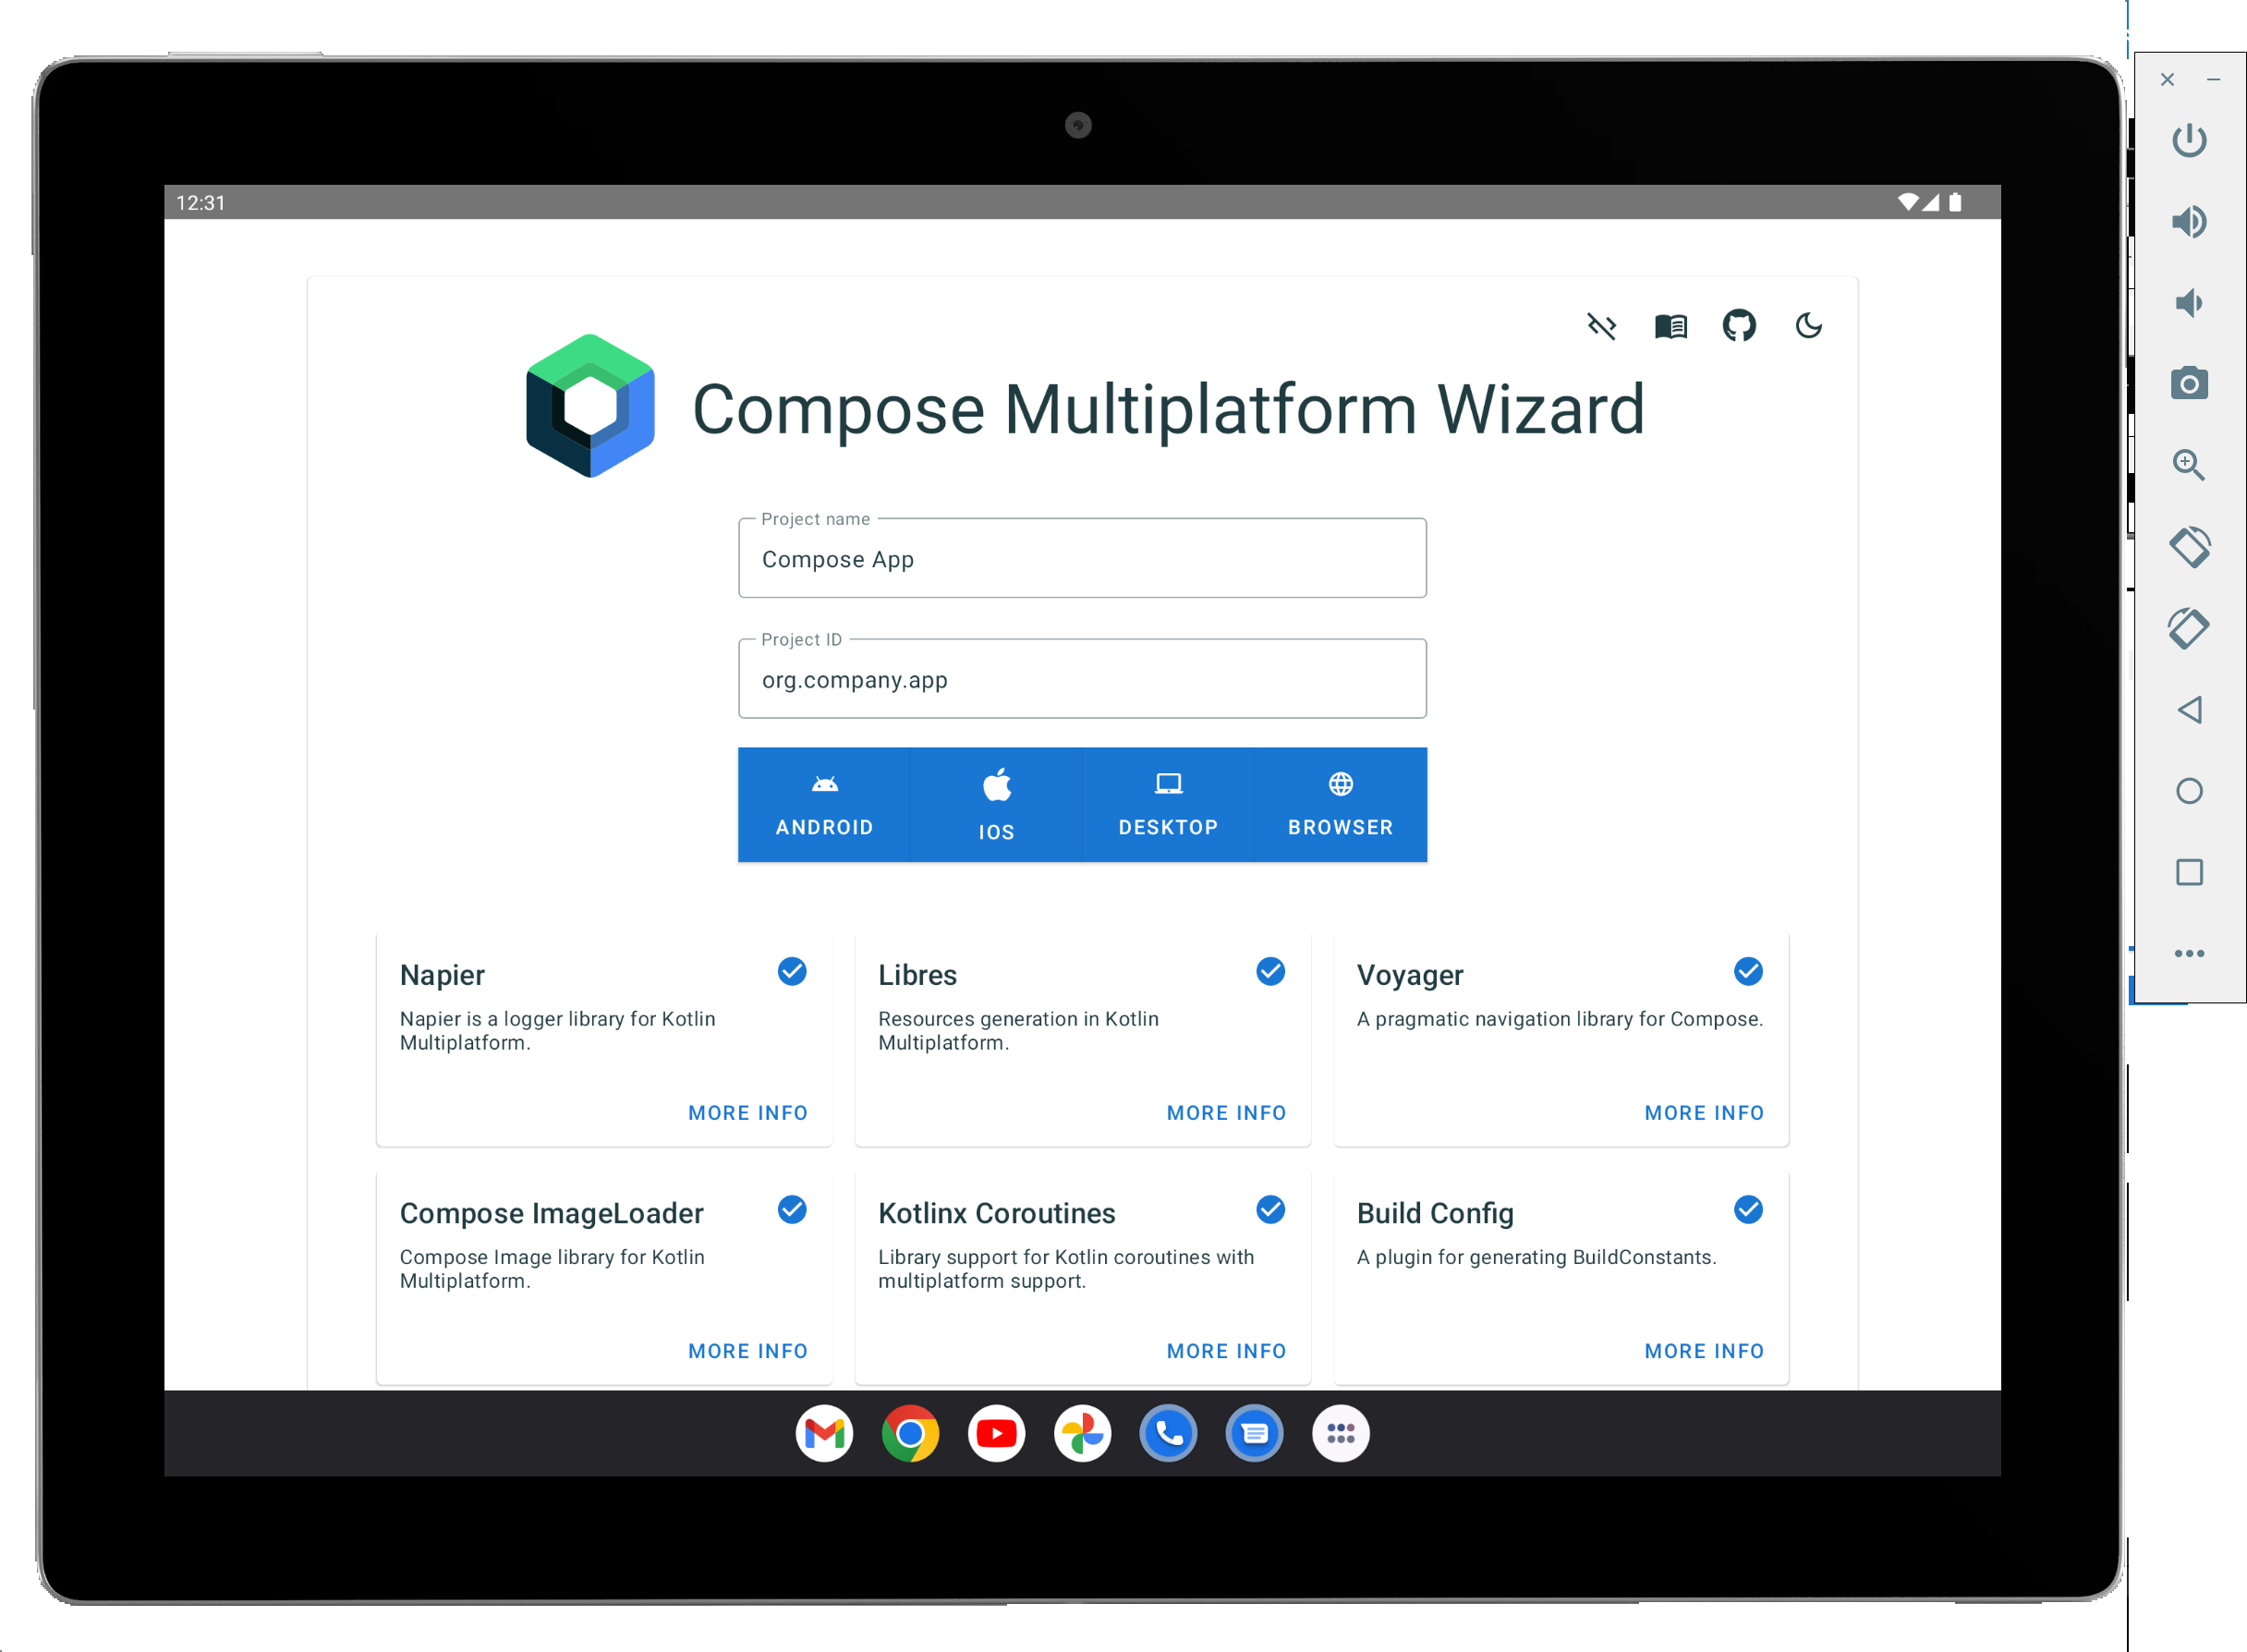 12:31
Compose Multiplatform Wizard
Project name
Compose App
Project ID
org.company.app
ANDROID
IOS
DESKTOP
BROWSER
Napier
Napier is a logger library for Kotlin
Multiplatform.
MORE INFO
Libres
Resources generation in Kotlin
Multiplatform.
MORE INFO
Voyager
A pragmatic navigation library for Compose.
MORE INFO
Compose ImageLoader
Compose Image library for Kotlin
Multiplatform.
MORE INFO
Kotlinx Coroutines
Library support for Kotlin coroutines with
multiplatform support.
MORE INFO
Build Config
A plugin for generating BuildConstants.
MORE INFO